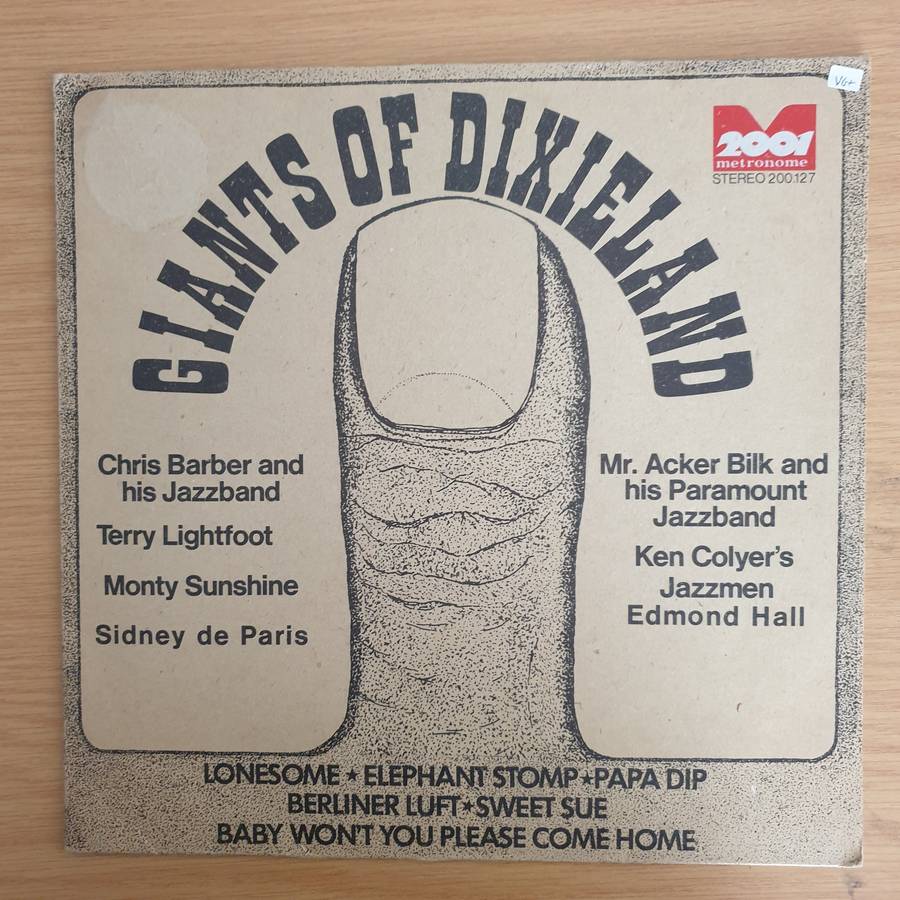 VG+
GIANTS OF DIXIELAND
2001
metronome
STEREO 200.127
Chris Barber and
his Jazzband
Terry Lightfoot
Monty Sunshine
Sidney de Paris
Mr. Acker Bilk and
his Paramount
Jazzband
Ken Colyer's
Jazzmen
Edmond Hall
LONESOME ★ ELEPHANT STOMP ★ PAPA DIP
BERLINER LUFT ★ SWEET SUE
BABY WON'T YOU PLEASE COME HOME